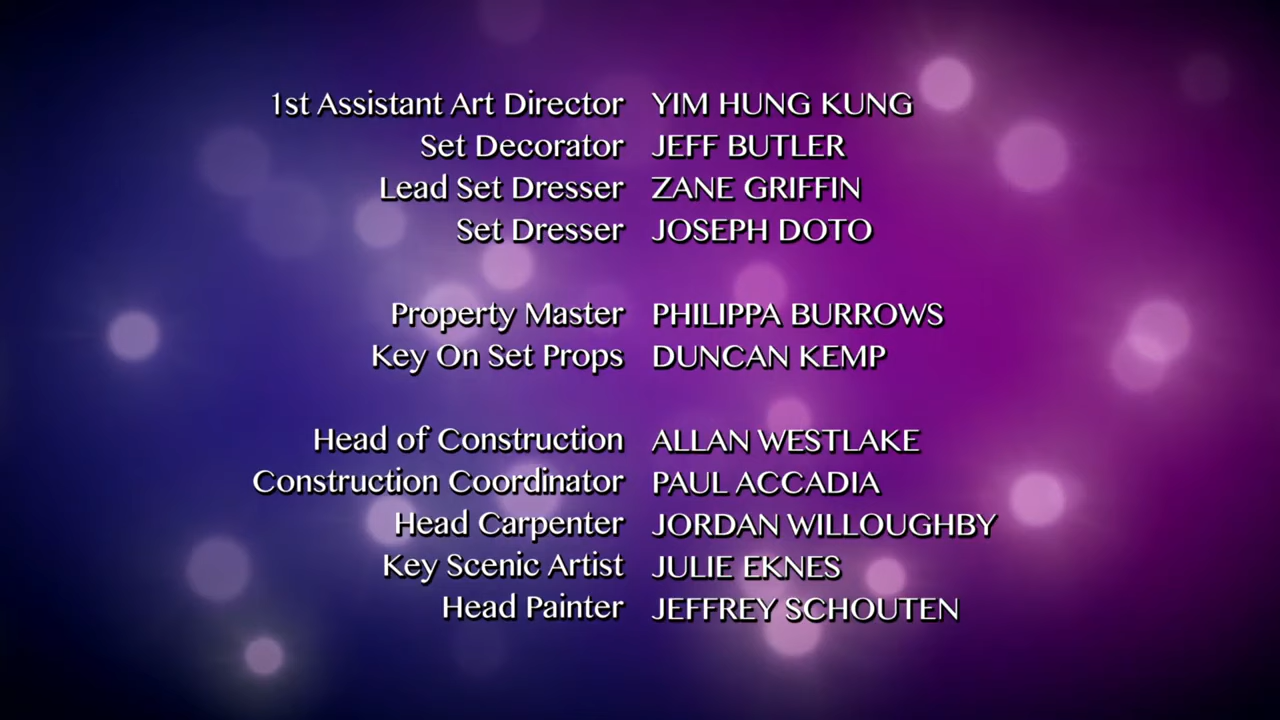 1st Assistant Art Director YIM HUNG KUNG
Set Decorator JEFF BUTLER
Lead Set Dresser ZANE GRIFFIN
Set Dresser JOSEPH DOTO
Property Master PHILIPPA BURROWS
Key On Set Props DUNCAN KEMP
Head of Construction ALLAN WESTLAKE
Construction Coordinator PAUL ACCADIA
Head Carpenter JORDAN WILLOUGHBY
Key Scenic Artist JULIE EKNES
Head Painter JEFFREY SCHOUTEN